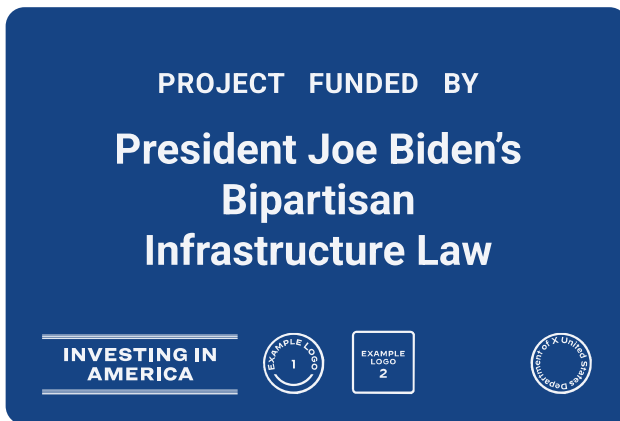 PROJECT FUNDED BY
President Joe Biden’s
Bipartisan
Infrastructure Law
INVESTING IN
AMERICA
EXAMPLE LOGO
1
EXAMPLE
LOGO
2
Department of X United States